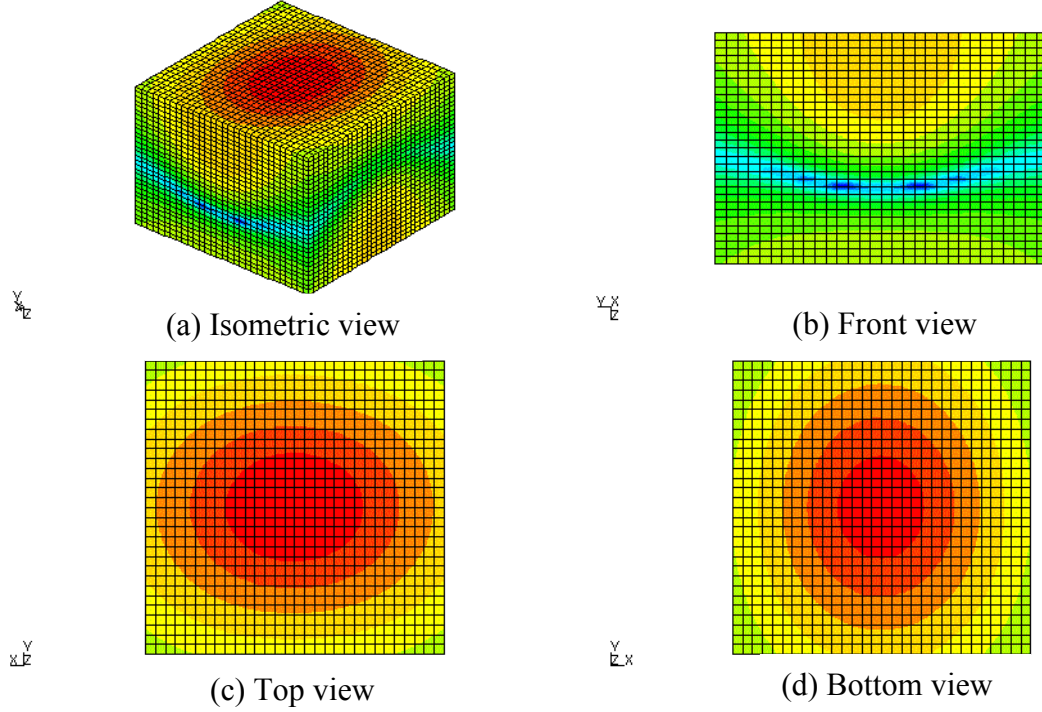 Y
X
Z
(a) Isometric view
Y X
Z
(b) Front view
Y
X Z
(c) Top view
Y
Z X
(d) Bottom view